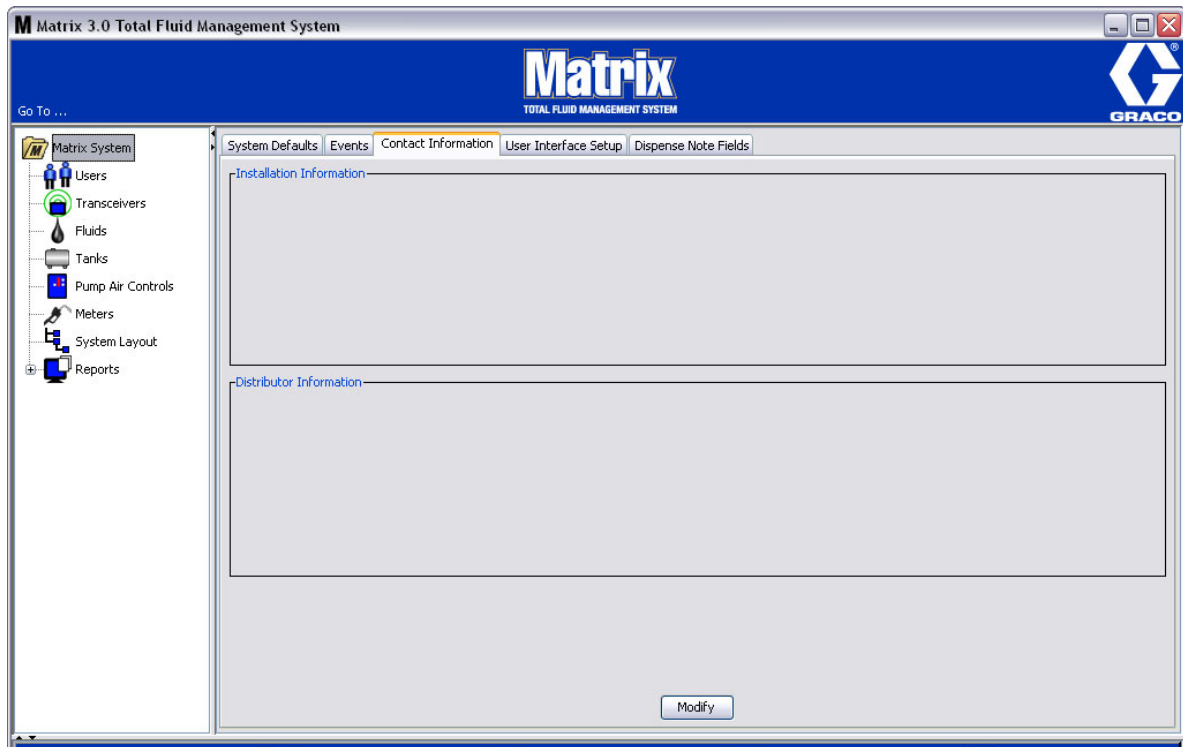 M Matrix 3.0 Total Fluid Management System
Matrix
TOTAL FLUID MANAGEMENT SYSTEM
®
GRACO
Go To ...
Matrix System
Users
Transceivers
Fluids
Tanks
Pump Air Controls
Meters
System Layout
Reports
System Defaults Events Contact Information User Interface Setup Dispense Note Fields
Installation Information
Distributor Information
Modify